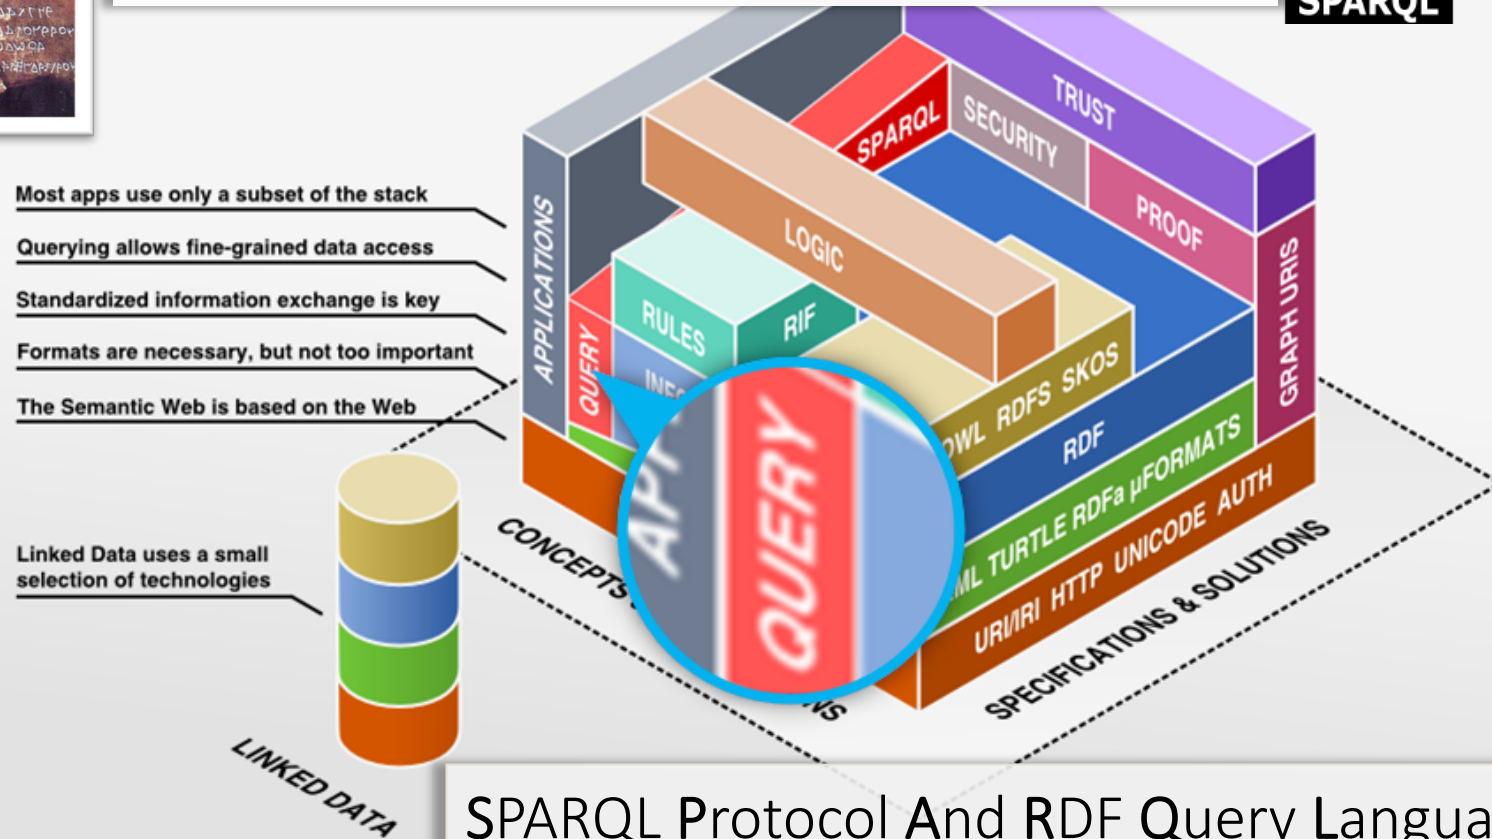 SPARQL
TRUST
SPARQL
SECURITY
PROOF
LOGIC
APPLICATIONS
RULES
RIF
QUERY
GRAPH URIS
OWL RDFS SKOS
RDF
TURTLE RDFa µFORMATS
URI/IRI HTTP UNICODE AUTH
QUERY
Most apps use only a subset of the stack
Querying allows fine-grained data access
Standardized information exchange is key
Formats are necessary, but not too important
The Semantic Web is based on the Web
Linked Data uses a small
selection of technologies
LINKED DATA
CONCEPTS
SPECIFICATIONS & SOLUTIONS
SPARQL Protocol And RDF Query Langua